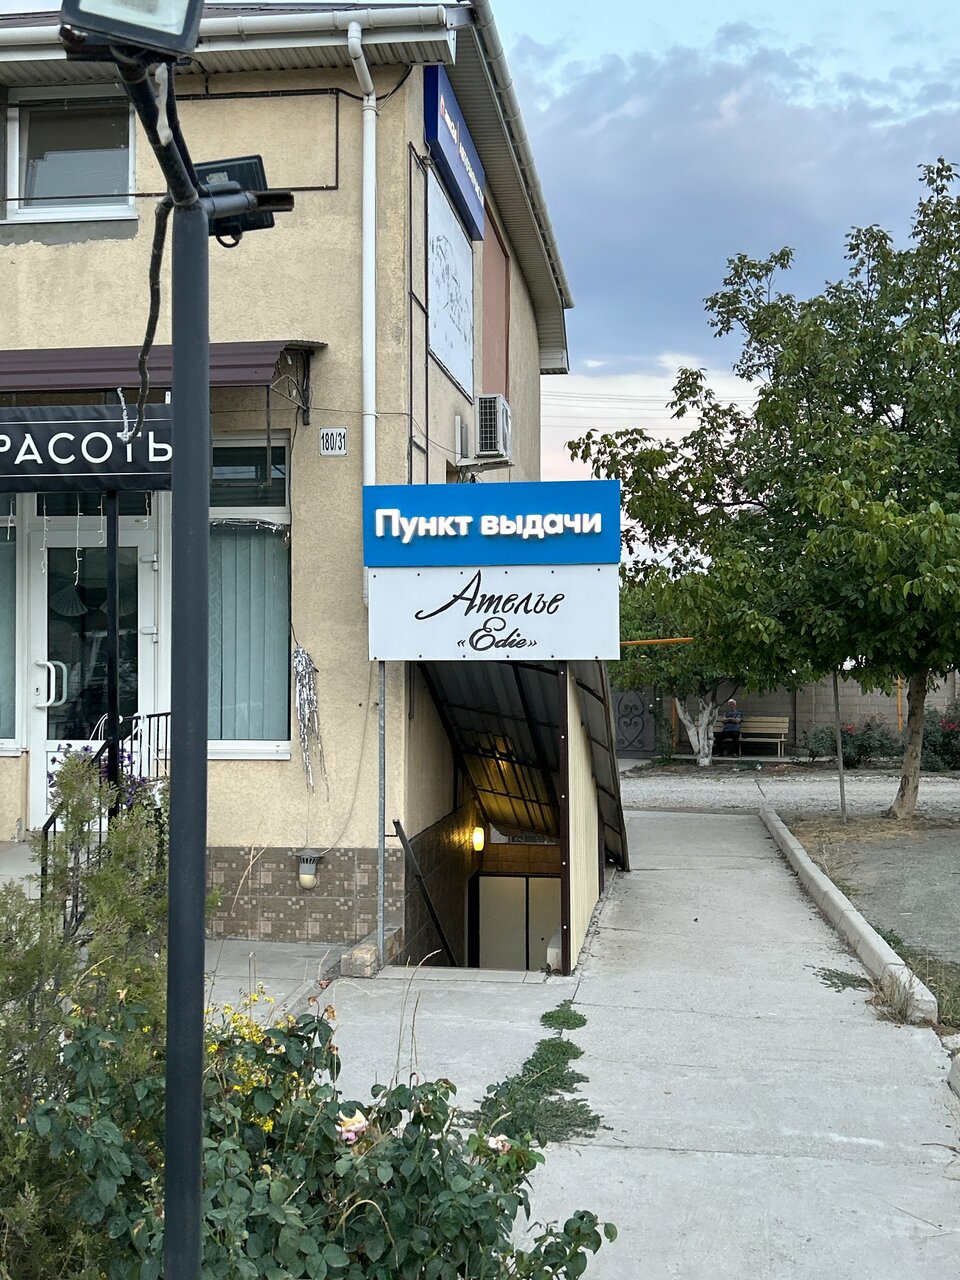 РАСОТЫ
180/31
Пункт выдачи
Ателье
«Edie»